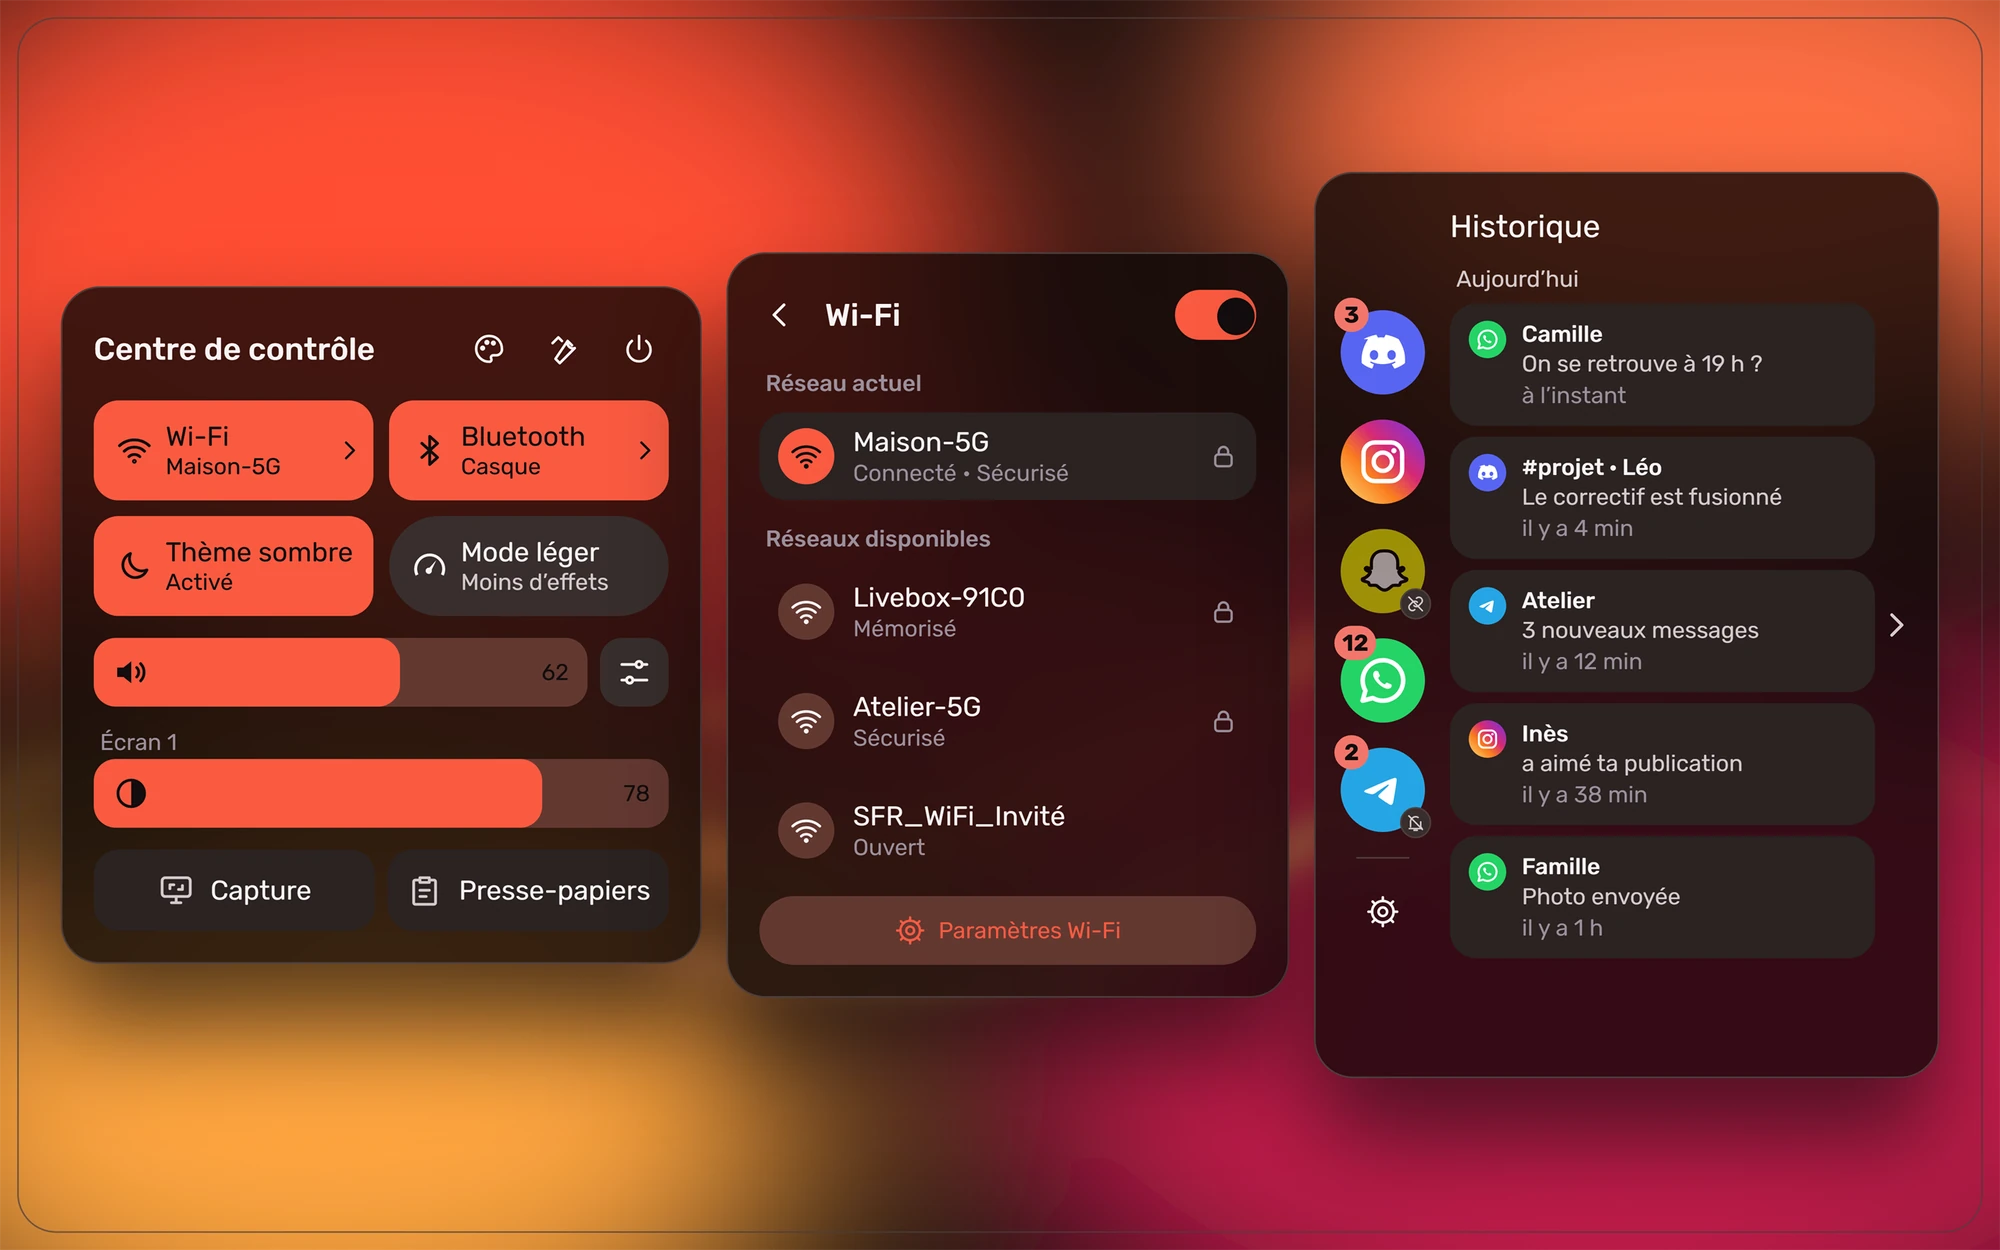 Centre de contrôle
Wi-Fi
Maison-5G
Bluetooth
Casque
Thème sombre
Activé
Mode léger
Moins d’effets
62
Écran 1
78
Capture
Presse-papiers
Wi-Fi
Réseau actuel
Maison-5G
Connecté • Sécurisé
Réseaux disponibles
Livebox-91C0
Mémorisé
Atelier-5G
Sécurisé
SFR_WiFi_Invité
Ouvert
Paramètres Wi-Fi
Historique
Aujourd’hui
3
12
2
Camille
On se retrouve à 19 h ?
à l’instant
#projet • Léo
Le correctif est fusionné
il y a 4 min
Atelier
3 nouveaux messages
il y a 12 min
Inès
a aimé ta publication
il y a 38 min
Famille
Photo envoyée
il y a 1 h